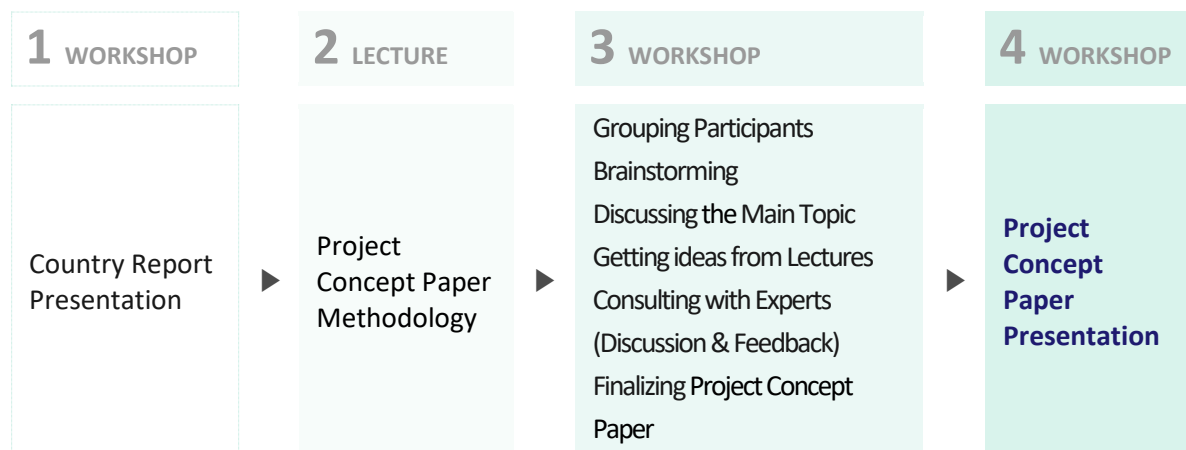 1 WORKSHOP
Country Report
Presentation
2 LECTURE
Project
Concept Paper
Methodology
3 WORKSHOP
Grouping Participants
Brainstorming
Discussing the Main Topic
Getting ideas from Lectures
Consulting with Experts
(Discussion & Feedback)
Finalizing Project Concept
Paper
4 WORKSHOP
Project
Concept
Paper
Presentation